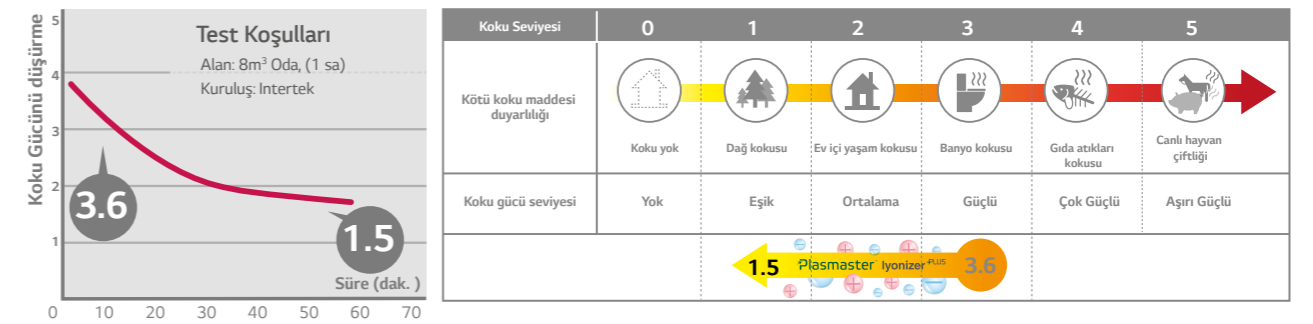 Koku Gücünü düşürme
5
4
3
2
1
Test Koşulları
Alan: 8m³ Oda, (1 sa)
Kuruluş: Intertek
3.6
1.5
Süre (dak. )
0 10 20 30 40 50 60 70
Koku Seviyesi 0 1 2 3 4 5
Kötü koku maddesi
duyarlılığı
Koku yok Dağ kokusu Ev içi yaşam kokusu Banyo kokusu Gıda atıkları
kokusu
Canlı hayvan
çiftliği
Koku gücü seviyesi Yok Eşik Ortalama Güçlü Çok Güçlü Aşırı Güçlü
1.5 Plasmaster Iyonizer PLUS 3.6